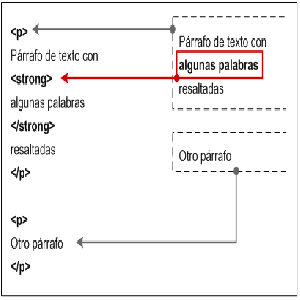 <p>
Párrafo de texto con
<strong>
algunas palabras
</strong>
resaltadas
</p>
<p>
Otro párrafo
</p>
Párrafo de texto con
algunas palabras
resaltadas
Otro párrafo